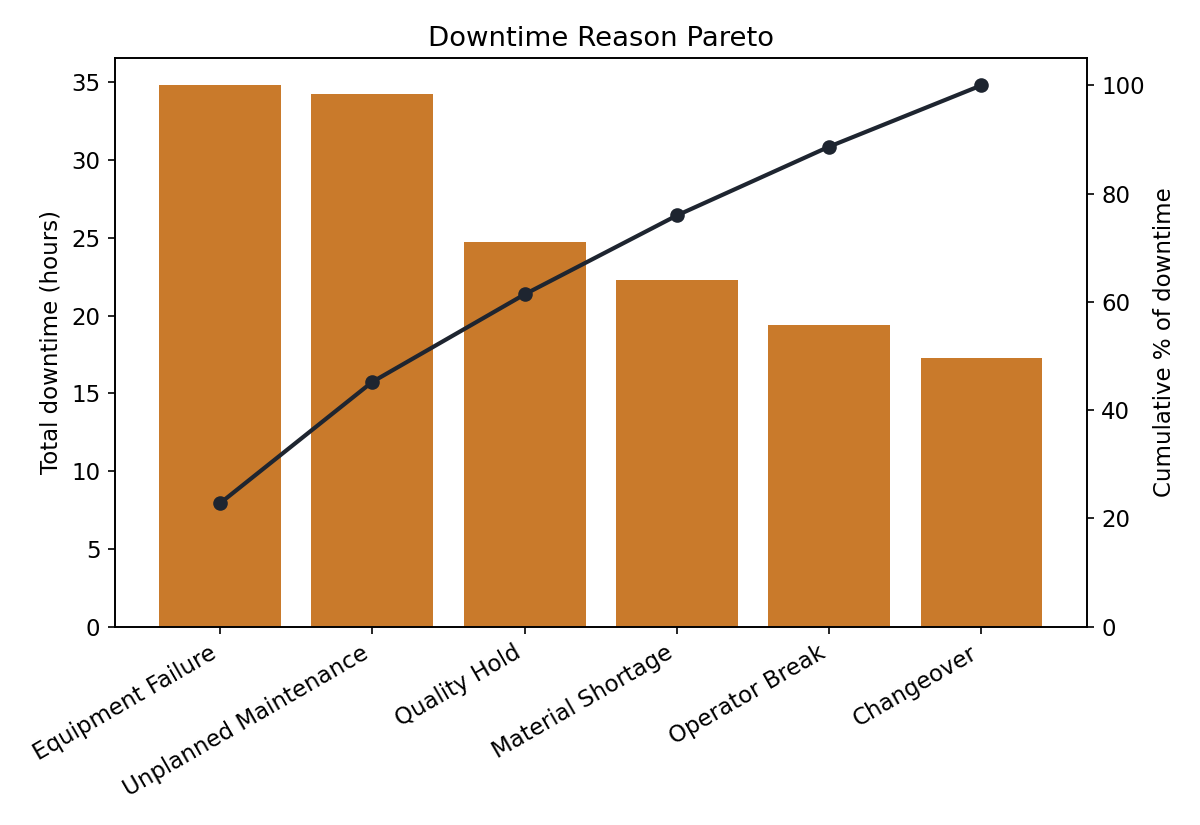 Downtime Reason Pareto
Total downtime (hours)
35
30
25
20
15
10
5
0
100
80
60
40
20
0
Cumulative % of downtime
Equipment Failure
Unplanned Maintenance
Quality Hold
Material Shortage
Operator Break
Changeover